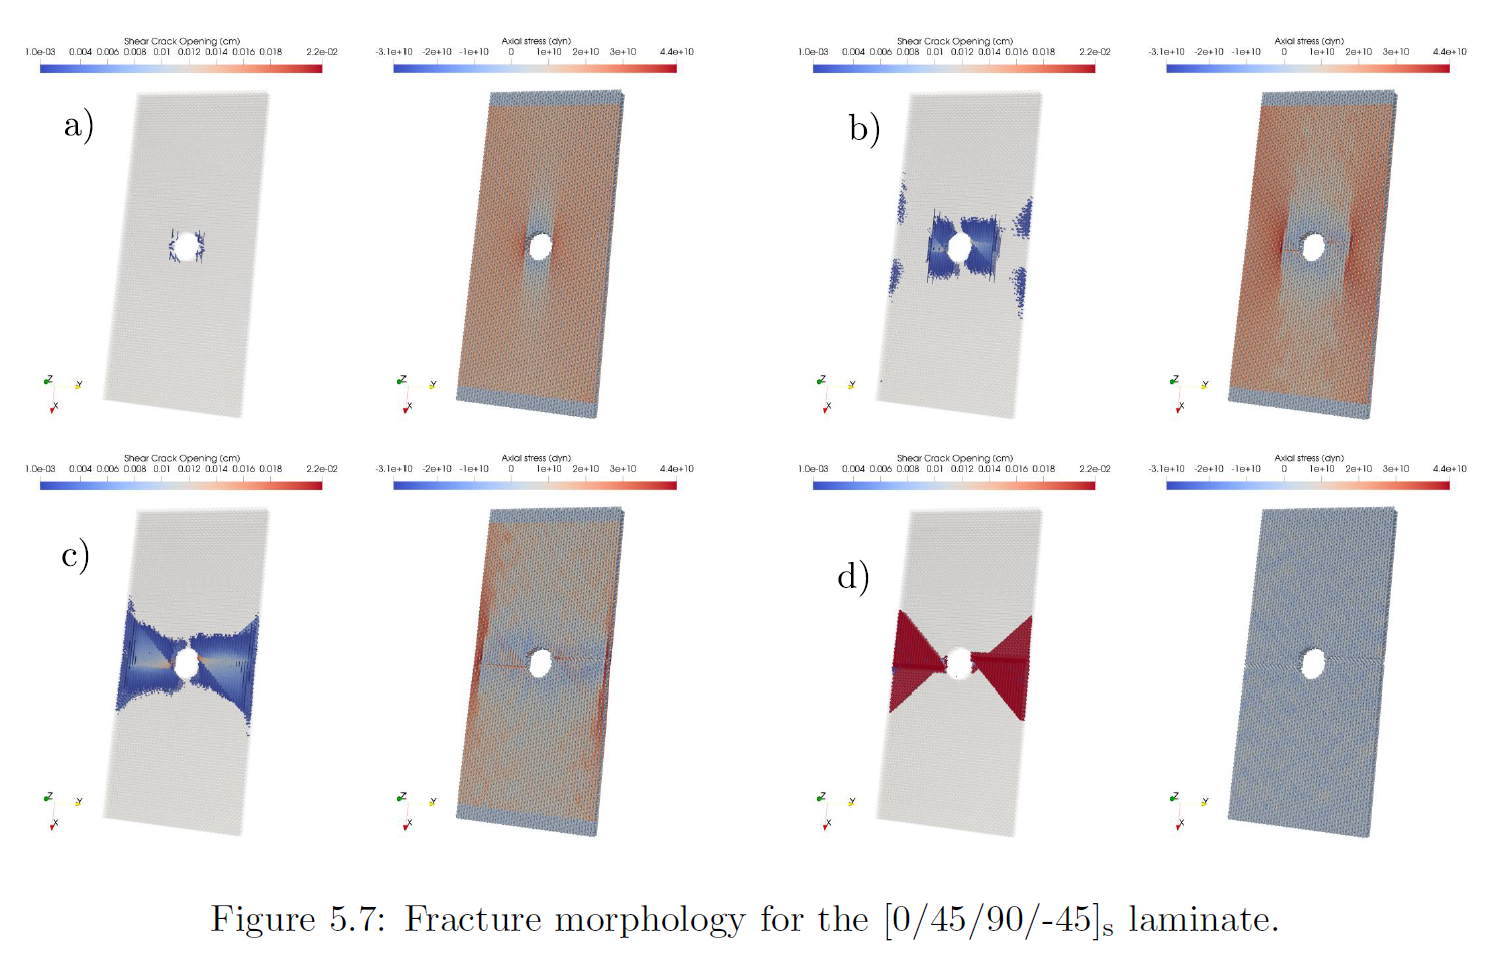 Shear Crack Opening (cm)
1.0e-03 0.004 0.006 0.008 0.01 0.012 0.014 0.016 0.018 2.2e-02
Axial stress (dyn)
-3.1e+10 -2e+10 -1e+10 0 1e+10 2e+10 3e+10 4.4e+10
a)
Z Y X
Z Y X
Shear Crack Opening (cm)
1.0e-03 0.004 0.006 0.008 0.01 0.012 0.014 0.016 0.018 2.2e-02
Axial stress (dyn)
-3.1e+10 -2e+10 -1e+10 0 1e+10 2e+10 3e+10 4.4e+10
b)
Z Y X
Z Y X
Shear Crack Opening (cm)
1.0e-03 0.004 0.006 0.008 0.01 0.012 0.014 0.016 0.018 2.2e-02
Axial stress (dyn)
-3.1e+10 -2e+10 -1e+10 0 1e+10 2e+10 3e+10 4.4e+10
c)
Z Y X
Z Y X
Shear Crack Opening (cm)
1.0e-03 0.004 0.006 0.008 0.01 0.012 0.014 0.016 0.018 2.2e-02
Axial stress (dyn)
-3.1e+10 -2e+10 -1e+10 0 1e+10 2e+10 3e+10 4.4e+10
d)
Z Y X
Z Y X
Figure 5.7: Fracture morphology for the [0/45/90/-45]s laminate.